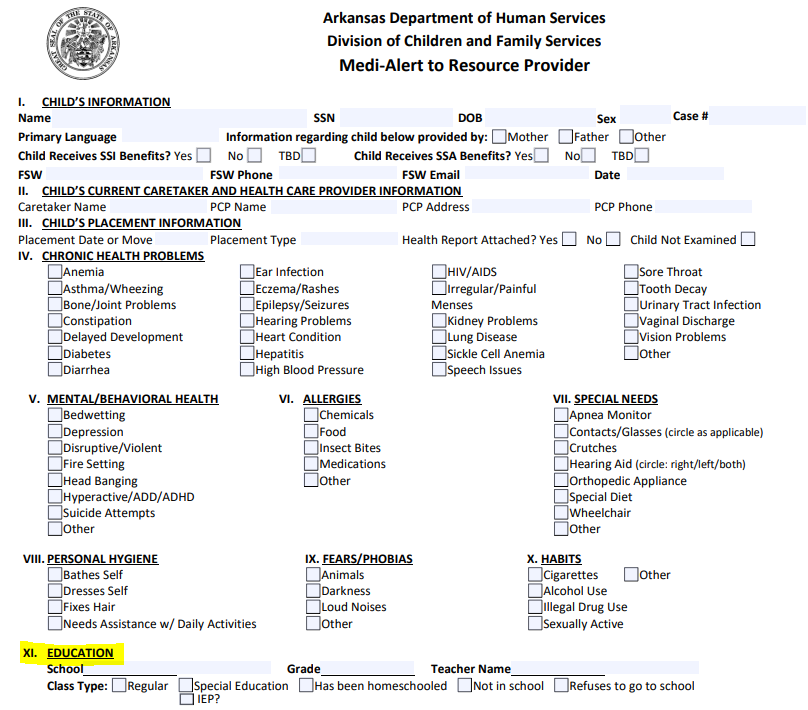 GREAT SEAL OF THE STATE OF ARKANSAS
Arkansas Department of Human Services
Division of Children and Family Services
Medi-Alert to Resource Provider
I. CHILD'S INFORMATION
Name SSN DOB Sex Case #
Primary Language Information regarding child below provided by: Mother Father Other
Child Receives SSI Benefits? Yes No TBD Child Receives SSA Benefits? Yes No TBD
FSW FSW Phone FSW Email Date
II. CHILD'S CURRENT CARETAKER AND HEALTH CARE PROVIDER INFORMATION
Caretaker Name PCP Name PCP Address PCP Phone
III. CHILD'S PLACEMENT INFORMATION
Placement Date or Move Placement Type Health Report Attached? Yes No Child Not Examined
IV. CHRONIC HEALTH PROBLEMS
Anemia Ear Infection HIV/AIDS Sore Throat
Asthma/Wheezing Eczema/Rashes Irregular/Painful Tooth Decay
Bone/Joint Problems Epilepsy/Seizures Menses Urinary Tract Infection
Constipation Hearing Problems Kidney Problems Vaginal Discharge
Delayed Development Heart Condition Lung Disease Vision Problems
Diabetes Hepatitis Sickle Cell Anemia Other
Diarrhea High Blood Pressure Speech Issues
V. MENTAL/BEHAVIORAL HEALTH VI. ALLERGIES VII. SPECIAL NEEDS
Bedwetting Chemicals Apnea Monitor
Depression Food Contacts/Glasses (circle as applicable)
Disruptive/Violent Insect Bites Crutches
Fire Setting Medications Hearing Aid (circle: right/left/both)
Head Banging Other Orthopedic Appliance
Hyperactive/ADD/ADHD Special Diet
Suicide Attempts Wheelchair
Other Other
VIII. PERSONAL HYGIENE IX. FEARS/PHOBIAS X. HABITS
Bathes Self Animals Cigarettes Other
Dresses Self Darkness Alcohol Use
Fixes Hair Loud Noises Illegal Drug Use
Needs Assistance w/ Daily Activities Other Sexually Active
XI. EDUCATION
School Grade Teacher Name
Class Type: Regular Special Education Has been homeschooled Not in school Refuses to go to school
IEP?